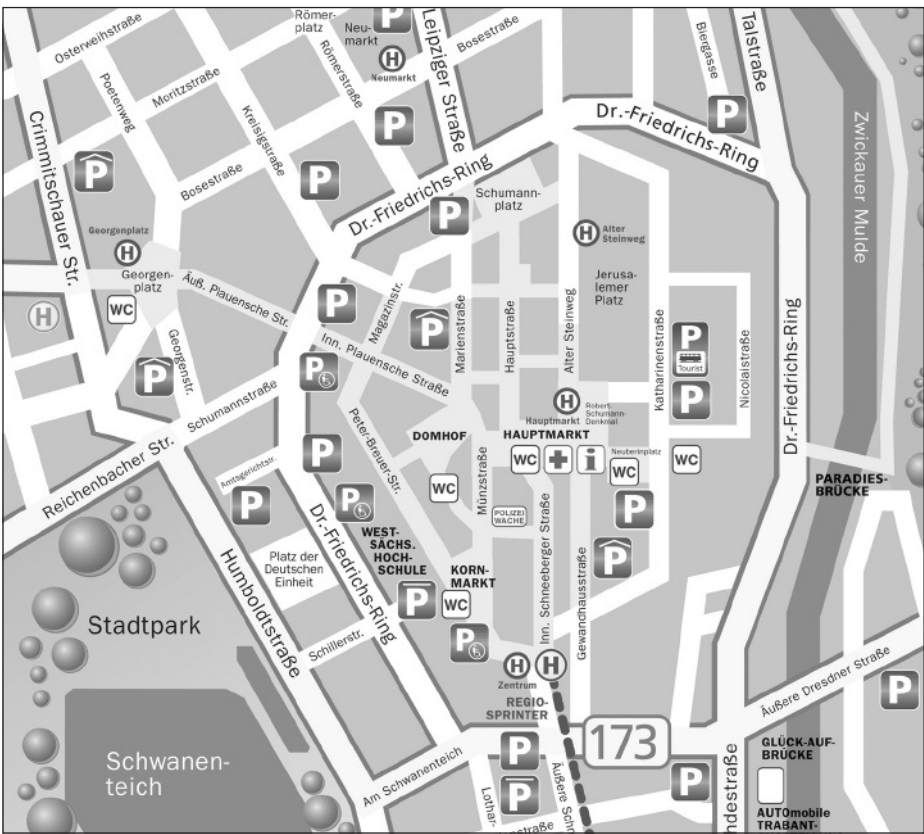 Römer-
platz
Neu-
markt
P
H
Neumarkt
Osterweihstraße
Moritzstraße
Poetenweg
Kreisigstraße
Römerstraße
Leipziger Straße
Bosestraße
Biergasse
Talstraße
Crimmitschauer Str.
P
Bosestraße
P
P
P
Dr.-Friedrichs-Ring
Dr.-Friedrichs-Ring
Zwickauer Mulde
Schumann-
platz
P
Georgenplatz
H
Georgen-
platz
WC
H
Äuß. Plauensche Str.
Georgenstr.
P
H
Alter
Steinweg
Jerusa-
lemer
Platz
Magazinstr.
Marienstraße
Hauptstraße
Alter Steinweg
Katharinenstraße
Nicolaistraße
Dr.-Friedrichs-Ring
P
P
P
Tourist
P
Inn. Plauensche Straße
P
Schumannstraße
Reichenbacher Str.
Peter-Breuer-Str.
H
Hauptmarkt
Robert-
Schumann-
Denkmal
DOMHOF
HAUPTMARKT
WC
WC
i
Neuberinplatz
WC
WC
PARADIES-
BRÜCKE
P
Amtsgerichtstr.
P
P
Münzstraße
POLIZEI
WACHE
P
P
Dr.-Friedrichs-Ring
Humboldtstraße
Platz der
Deutschen
Einheit
WEST-
SÄCHS.
HOCH-
SCHULE
P
KORN-
MARKT
WC
P
Inn. Schneeberger Straße
Gewandhausstraße
Stadtpark
Schillerstr.
H
Zentrum
H
REGIO-
SPRINTER
Äußere Dresdner Straße
P
Schwanen-
teich
Am Schwanenteich
P
P
173
P
Lothar-
Äußere Schn
straße
ndestraße
GLÜCK-AUF-
BRÜCKE
AUTOmobile
TRABANT-